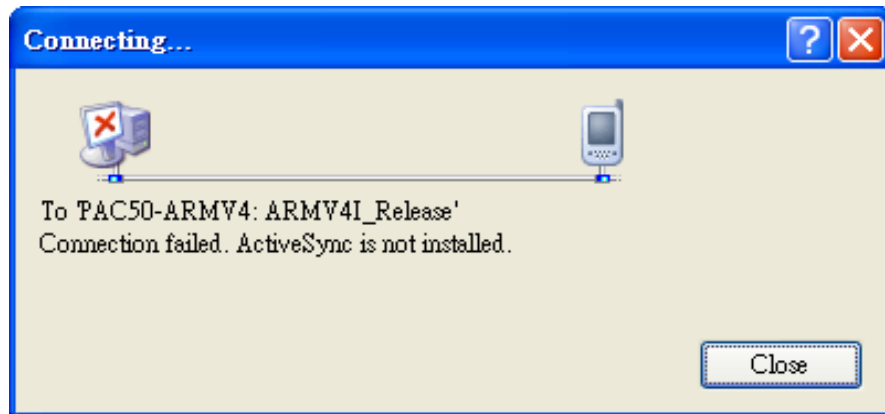 Connecting...
To 'PAC50-ARMV4: ARMV4I_Release'
Connection failed. ActiveSync is not installed.
Close